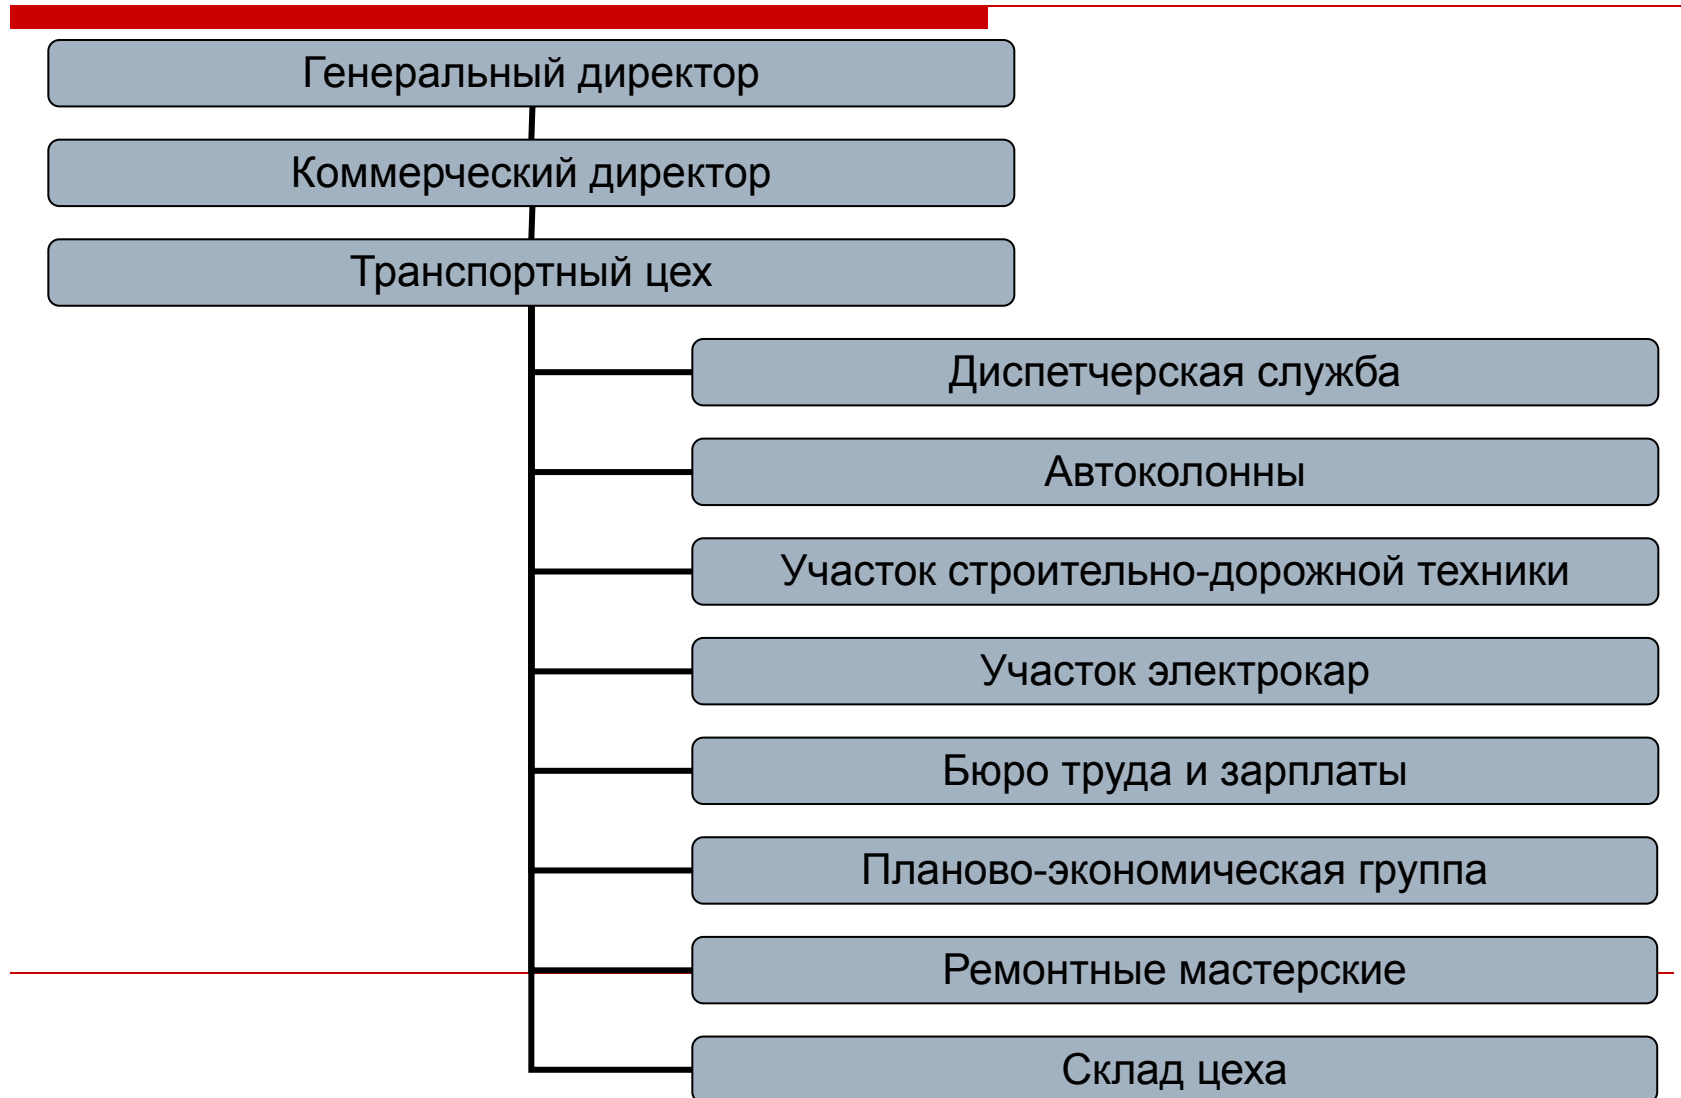 Генеральный директор
Коммерческий директор
Транспортный цех
Диспетчерская служба
Автоколонны
Участок строительно-дорожной техники
Участок электрокар
Бюро труда и зарплаты
Планово-экономическая группа
Ремонтные мастерские
Склад цеха